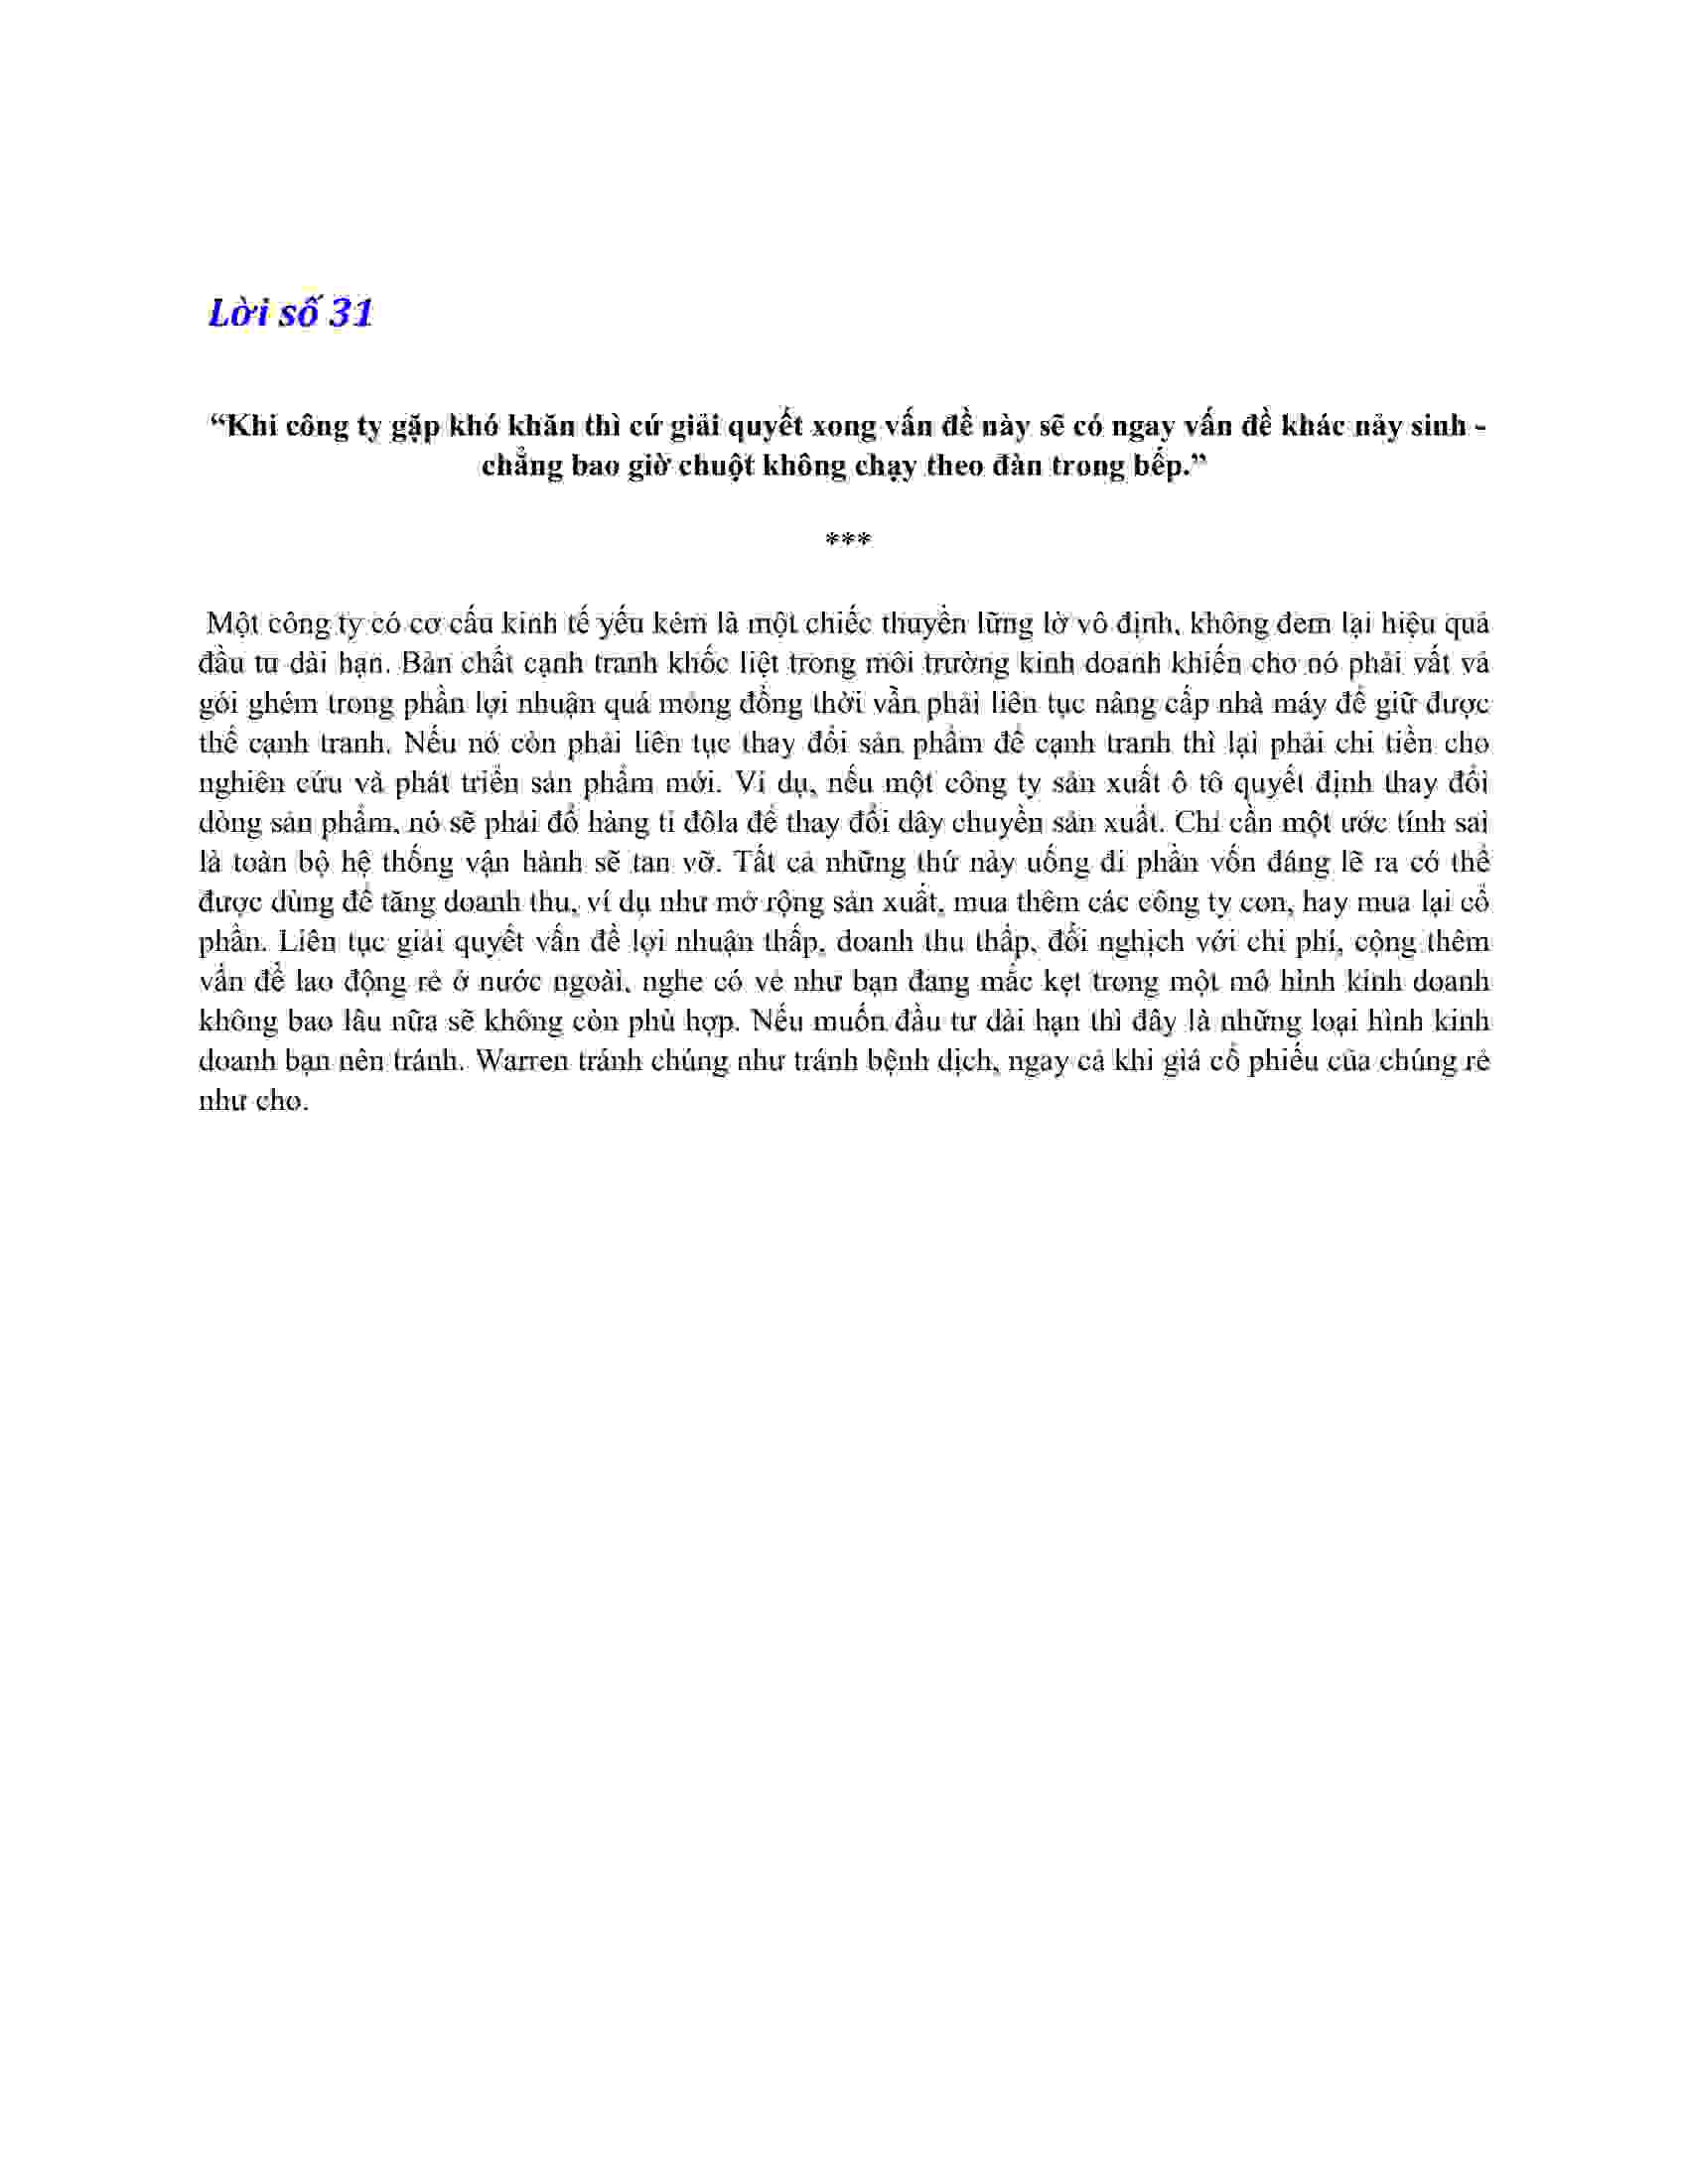 Lời số 31
“Khi công ty gặp khó khăn thì cứ giải quyết xong vấn đề này sẽ có ngay vấn đề khác nảy sinh -
chẳng bao giờ chuột không chạy theo đàn trong bếp.”
***
Một công ty có cơ cấu kinh tế yếu kém là một chiếc thuyền lững lờ vô định, không đem lại hiệu quả
đầu tư dài hạn. Bản chất cạnh tranh khốc liệt trong môi trường kinh doanh khiến cho nó phải vất vả
gói ghém trong phần lợi nhuận quá mỏng đồng thời vẫn phải liên tục nâng cấp nhà máy để giữ được
thế cạnh tranh. Nếu nó còn phải liên tục thay đổi sản phẩm để cạnh tranh thì lại phải chi tiền cho
nghiên cứu và phát triển sản phẩm mới. Ví dụ, nếu một công ty sản xuất ô tô quyết định thay đổi
dòng sản phẩm, nó sẽ phải đổ hàng tỉ đôla để thay đổi dây chuyền sản xuất. Chỉ cần một ước tính sai
là toàn bộ hệ thống vận hành sẽ tan vỡ. Tất cả những thứ này uống đi phần vốn đáng lẽ ra có thể
được dùng để tăng doanh thu, ví dụ như mở rộng sản xuất, mua thêm các công ty con, hay mua lại cổ
phần. Liên tục giải quyết vấn đề lợi nhuận thấp, doanh thu thấp, đối nghịch với chi phí, cộng thêm
vấn đề lao động rẻ ở nước ngoài, nghe có vẻ như bạn đang mắc kẹt trong một mô hình kinh doanh
không bao lâu nữa sẽ không còn phù hợp. Nếu muốn đầu tư dài hạn thì đây là những loại hình kinh
doanh bạn nên tránh. Warren tránh chúng như tránh bệnh dịch, ngay cả khi giá cổ phiếu của chúng rẻ
như cho.